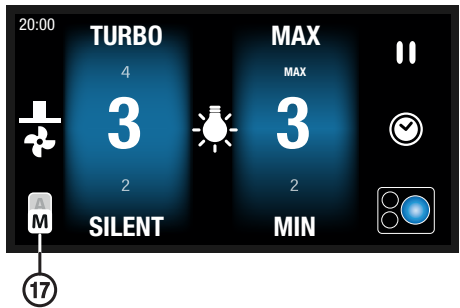 20:00
TURBO MAX
4 MAX
3 3
2 2
A
M
SILENT MIN
17